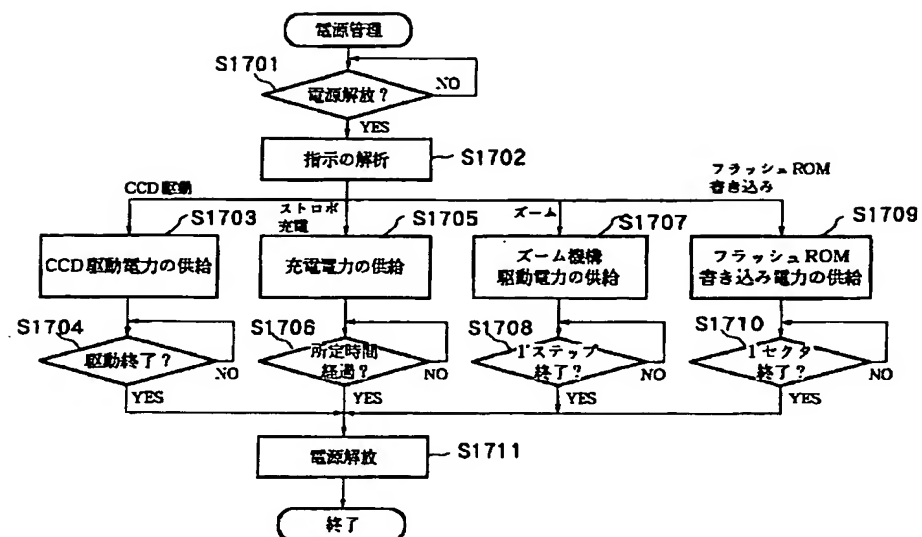 電源管理
S1701
電源解放？
NO
YES
指示の解析
S1702
CCD駆動
ストロボ
充電
ズーム
フラッシュROM
書き込み
S1703
S1705
S1707
S1709
CCD駆動電力の供給
充電電力の供給
ズーム機構
駆動電力の供給
フラッシュROM
書き込み電力の供給
S1704
S1706
S1708
S1710
駆動終了？
NO
YES
所定時間
経過？
NO
YES
1ステップ
終了？
NO
YES
1セクタ
終了？
NO
YES
電源解放
S1711
終了